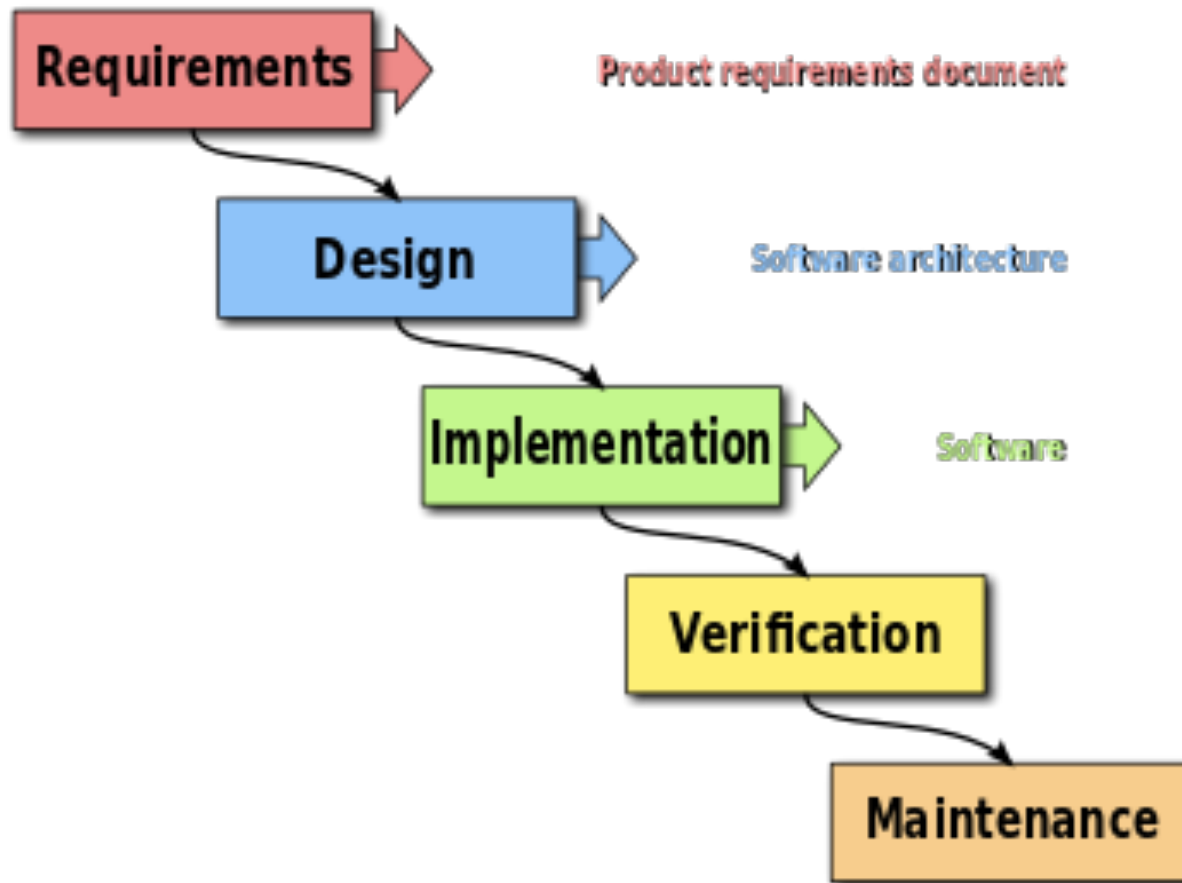 Requirements
Product requirements document
Design
Software architecture
Implementation
Software
Verification
Maintenance